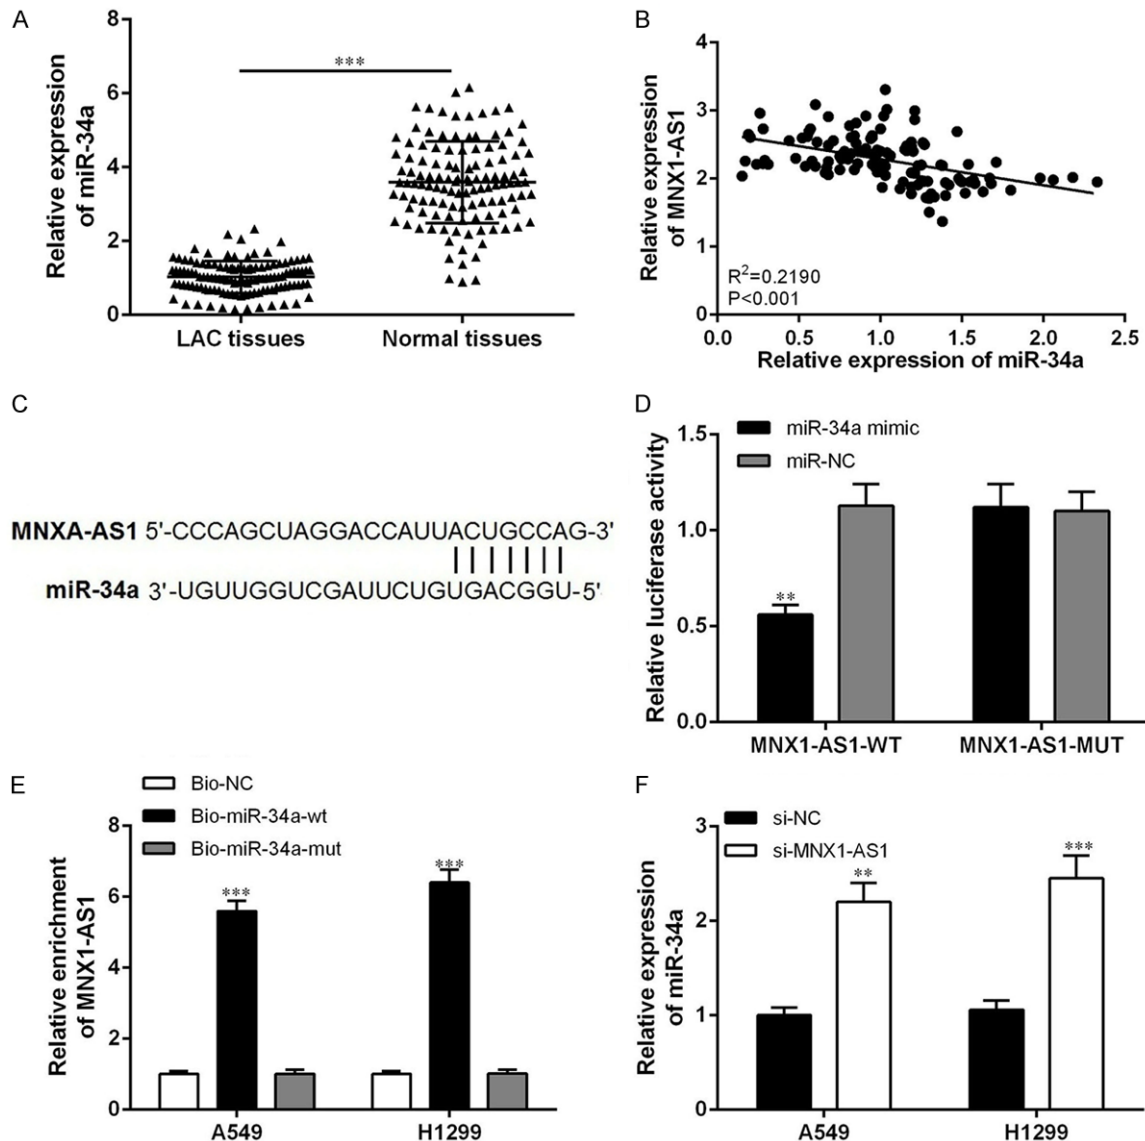 A
8
6
4
2
0
Relative expression
of miR-34a
***
LAC tissues
Normal tissues
B
4
3
2
1
0
Relative expression
of MNX1-AS1
R²=0.2190
P<0.001
0.0 0.5 1.0 1.5 2.0 2.5
Relative expression of miR-34a
C
MNXA-AS1 5'-CCCAGCUAGGACCAUUACUGCCAG-3'
miR-34a 3'-UGUUGGUCGAUUCUGUGACGGU-5'
D
miR-34a mimic
miR-NC
1.5
1.0
0.5
0.0
Relative luciferase activity
**
MNX1-AS1-WT
MNX1-AS1-MUT
E
Bio-NC
Bio-miR-34a-wt
Bio-miR-34a-mut
8
6
4
2
0
Relative enrichment
of MNX1-AS1
***
***
A549
H1299
F
si-NC
si-MNX1-AS1
3
2
1
0
Relative expression
of miR-34a
**
***
A549
H1299